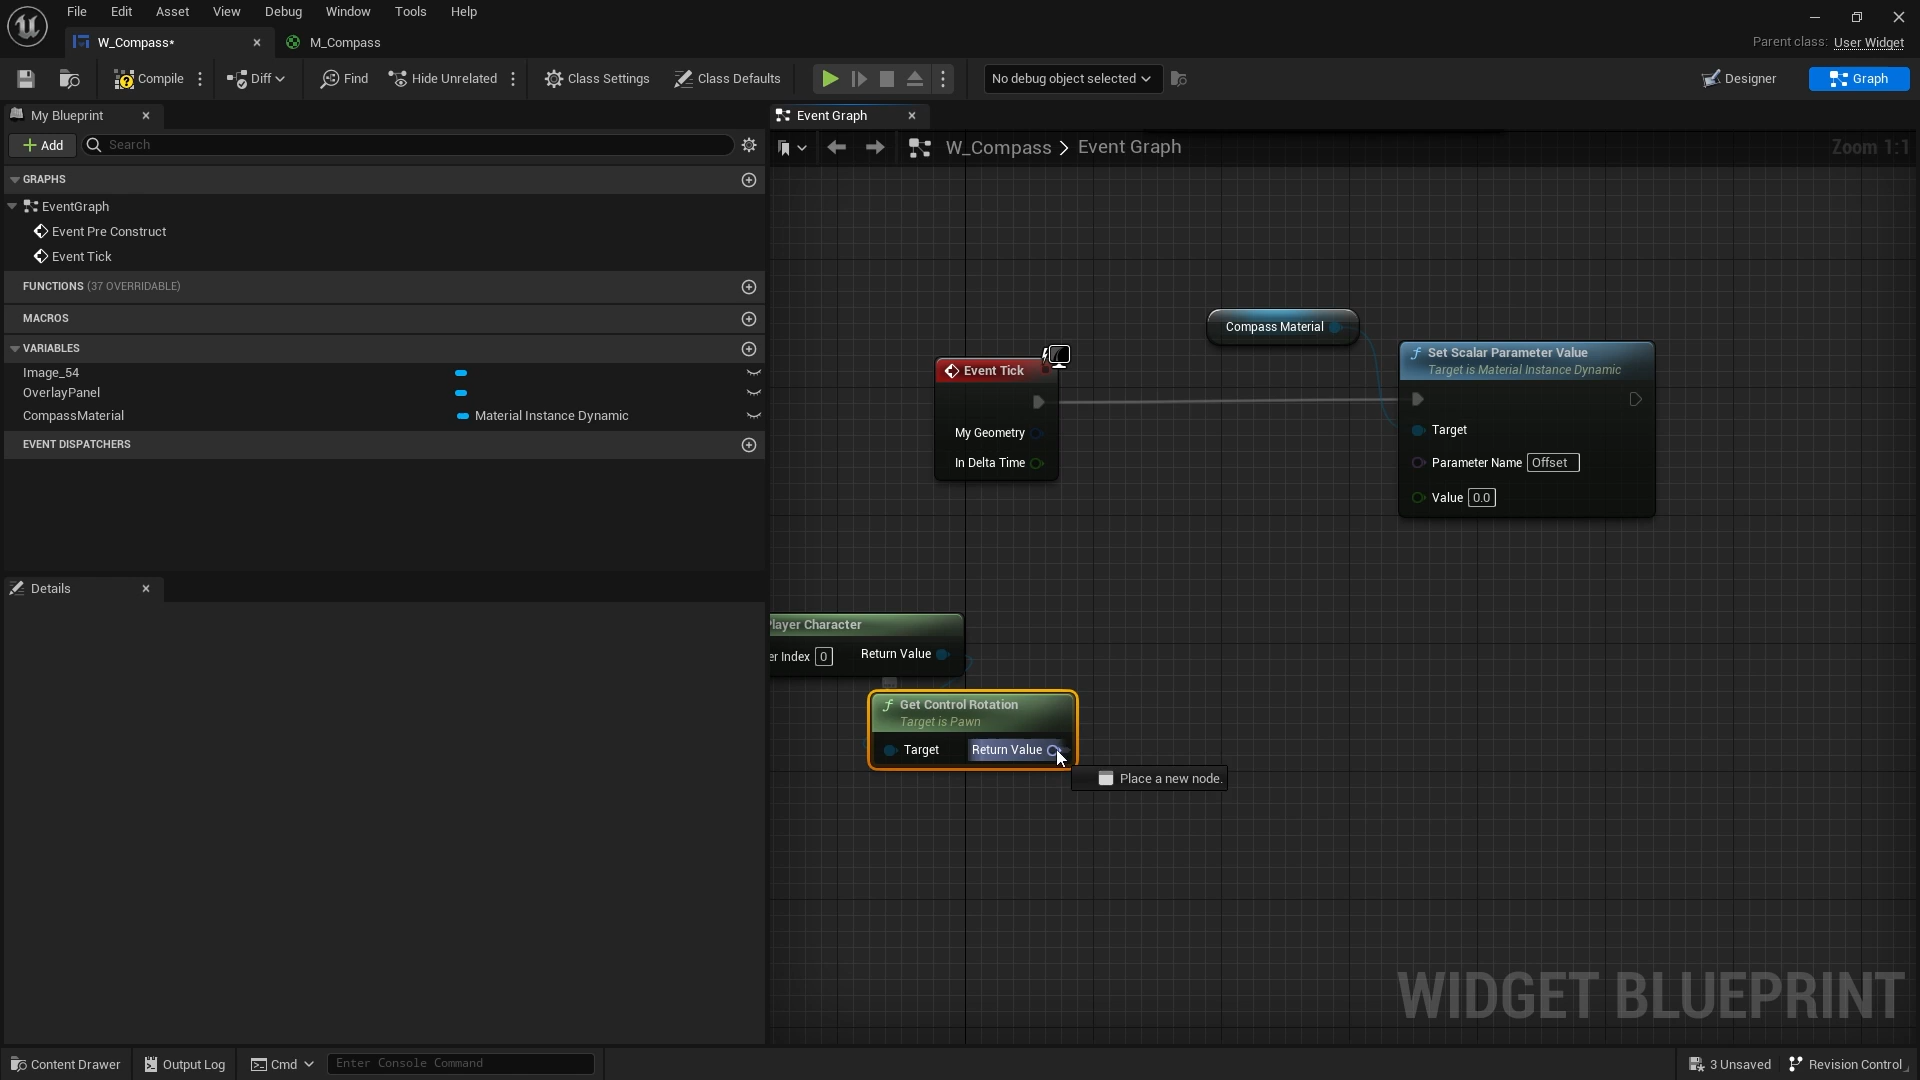 File Edit Asset View Debug Window Tools Help
W_Compass*
M_Compass
Parent class: User Widget
Compile
Diff
Find
Hide Unrelated
Class Settings
Class Defaults
No debug object selected
Designer
Graph
My Blueprint
Add
Search
GRAPHS
EventGraph
Event Pre Construct
Event Tick
FUNCTIONS (37 OVERRIDABLE)
MACROS
VARIABLES
Image_54
OverlayPanel
CompassMaterial
Material Instance Dynamic
EVENT DISPATCHERS
Details
Event Graph
W_Compass > Event Graph
Zoom 1:1
Compass Material
Event Tick
My Geometry
In Delta Time
Set Scalar Parameter Value
Target is Material Instance Dynamic
Target
Parameter Name Offset
Value 0.0
Player Character
er Index 0
Return Value
Get Control Rotation
Target is Pawn
Target
Return Value
Place a new node.
WIDGET BLUEPRINT
Content Drawer
Output Log
Cmd
Enter Console Command
3 Unsaved
Revision Control